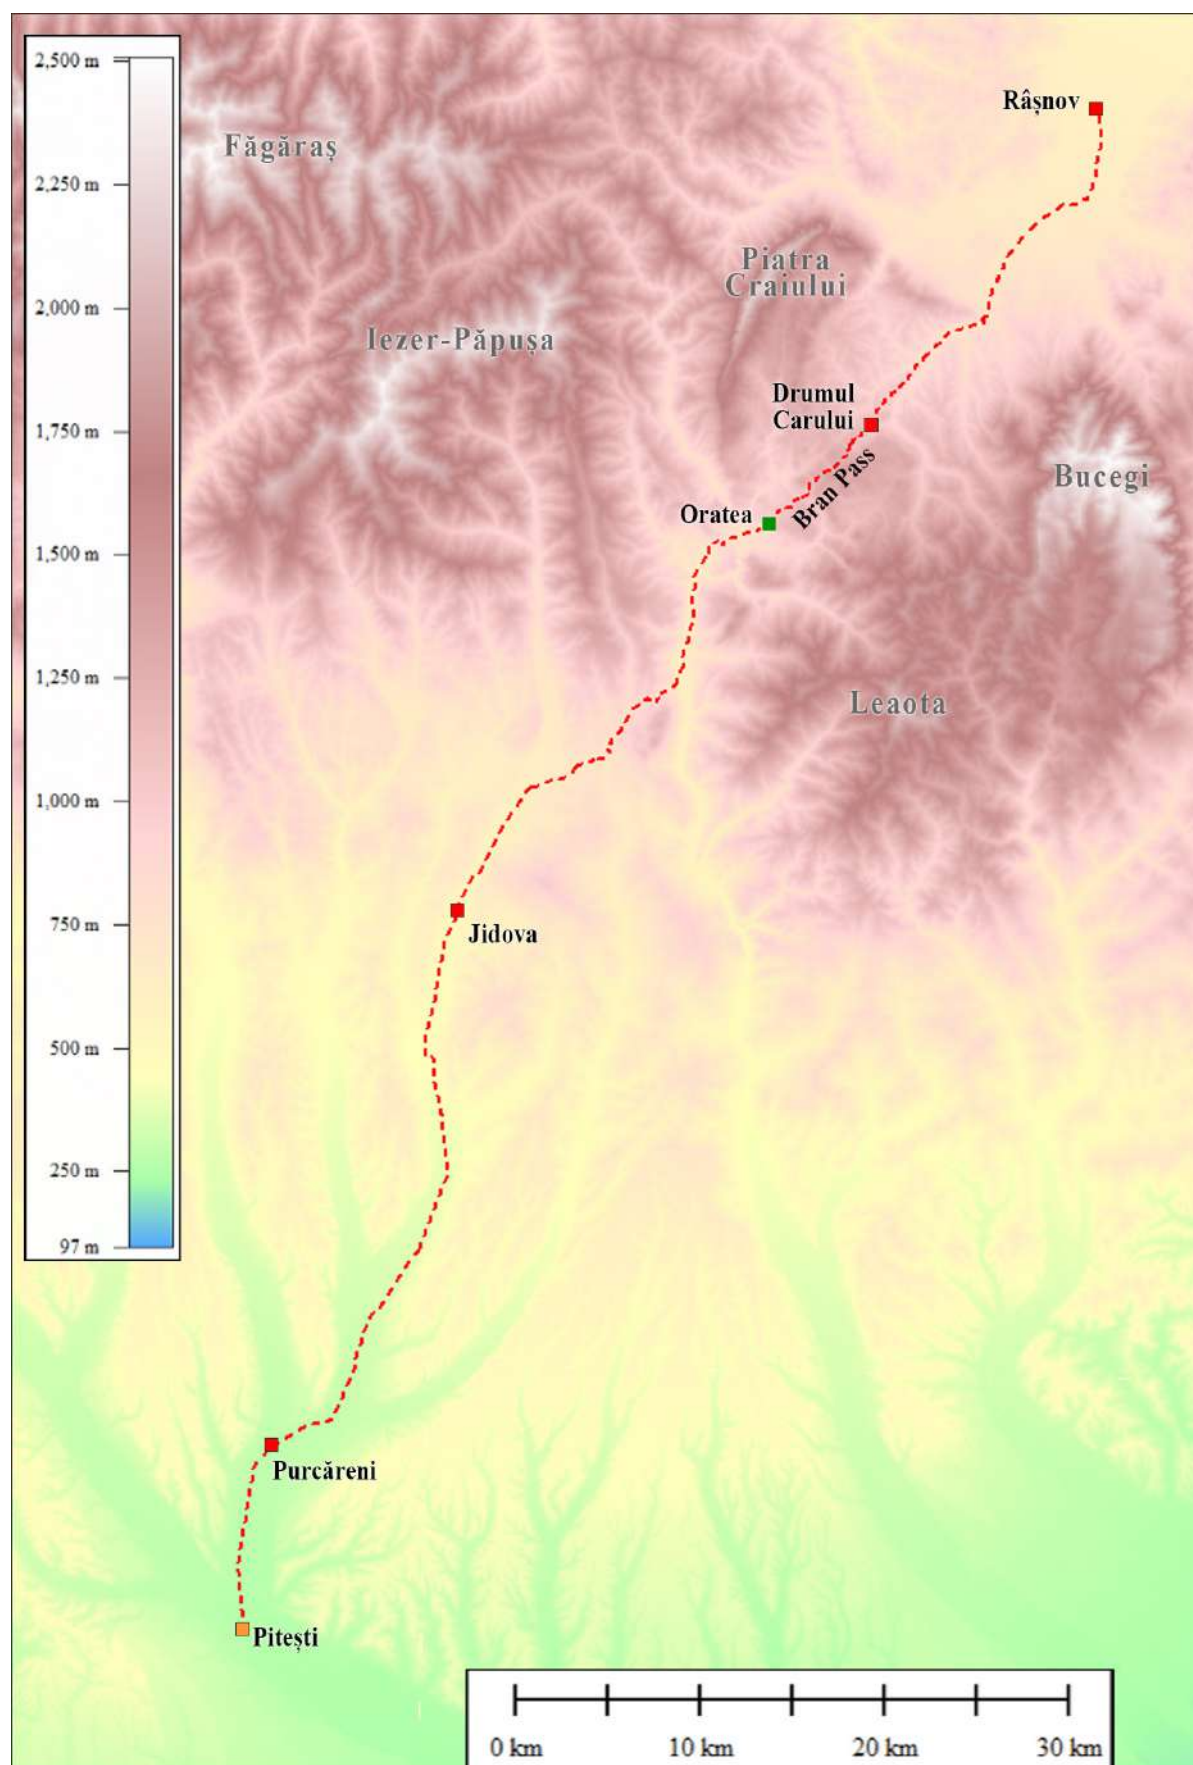 2,500 m
2,250 m
2,000 m
1,750 m
1,500 m
1,250 m
1,000 m
750 m
500 m
250 m
97 m
Râșnov
Făgăraș
Piatra
Craiului
Iezer-Păpușa
Drumul
Carului
Bran Pass
Bucegi
Oratea
Leaota
Jidova
Purcăreni
Pitești
0 km
10 km
20 km
30 km